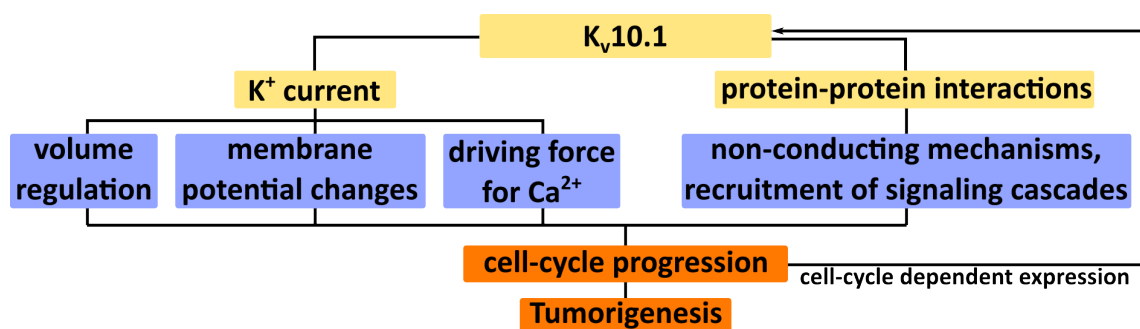 Kv10.1
K⁺ current
protein-protein interactions
volume
regulation
membrane
potential changes
driving force
for Ca²⁺
non-conducting mechanisms,
recruitment of signaling cascades
cell-cycle progression
cell-cycle dependent expression
Tumorigenesis